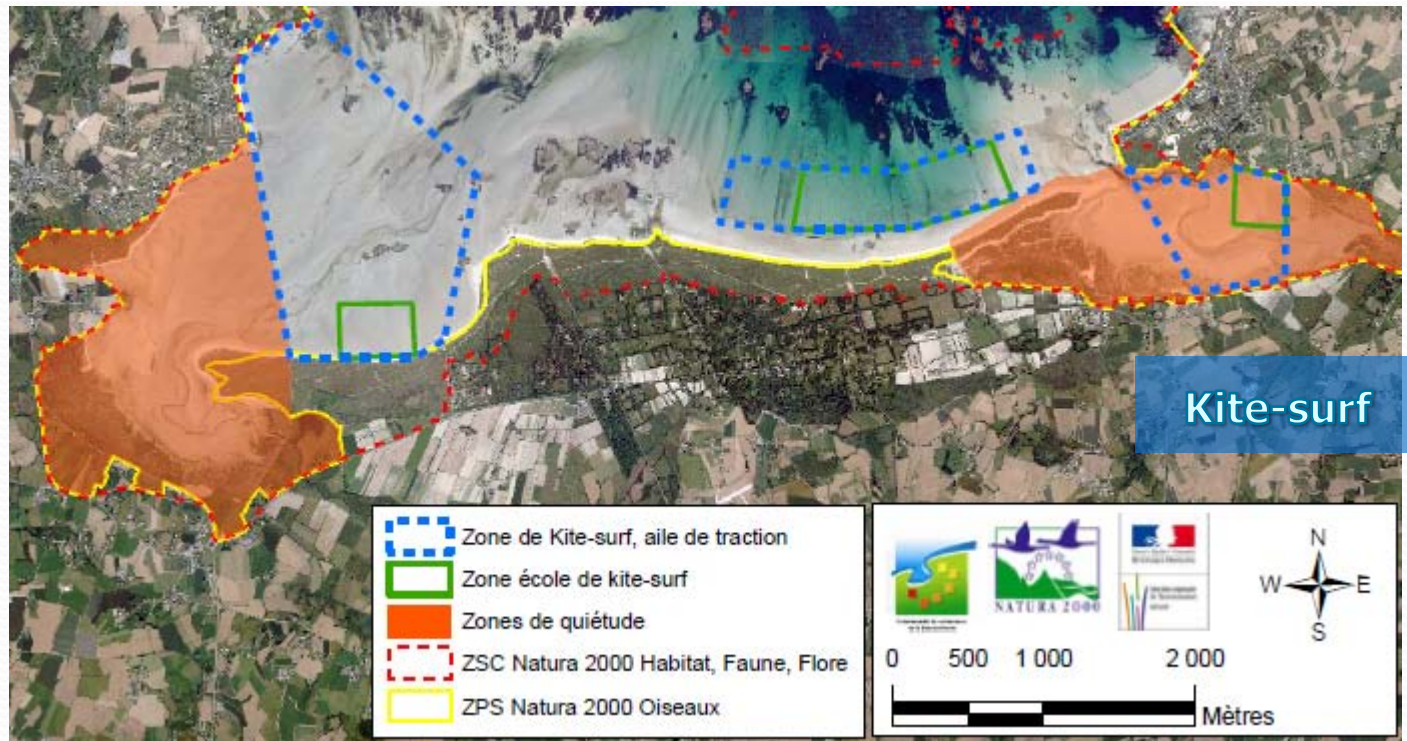 Kite-surf
Zone de Kite-surf, aile de traction
Zone école de kite-surf
Zones de quiétude
ZSC Natura 2000 Habitat, Faune, Flore
ZPS Natura 2000 Oiseaux
NATURA 2000
N
W E
S
0 500 1 000 2 000
Mètres